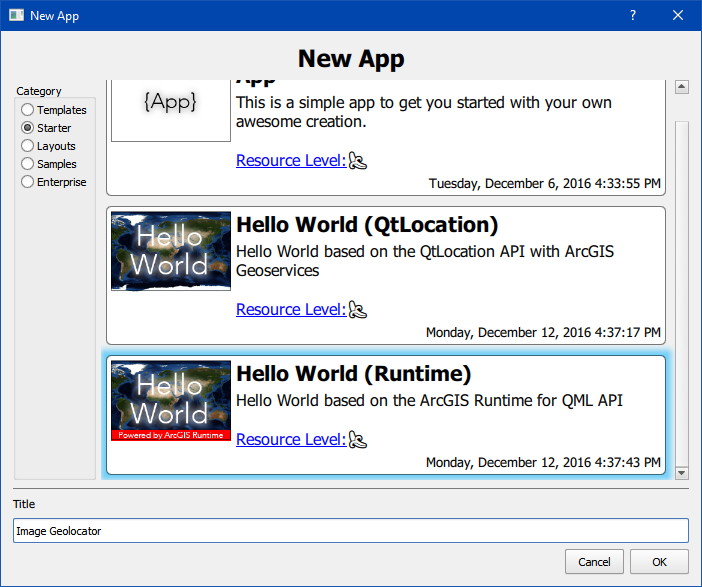 New App
?
New App
Category
Templates
Starter
Layouts
Samples
Enterprise
App
{App}
This is a simple app to get you started with your own
awesome creation.
Resource Level:
Tuesday, December 6, 2016 4:33:55 PM
Hello
World
Hello World (QtLocation)
Hello World based on the QtLocation API with ArcGIS
Geoservices
Resource Level:
Monday, December 12, 2016 4:37:17 PM
Hello
World
Powered by ArcGIS Runtime
Hello World (Runtime)
Hello World based on the ArcGIS Runtime for QML API
Resource Level:
Monday, December 12, 2016 4:37:43 PM
Title
Image Geolocator
Cancel
OK